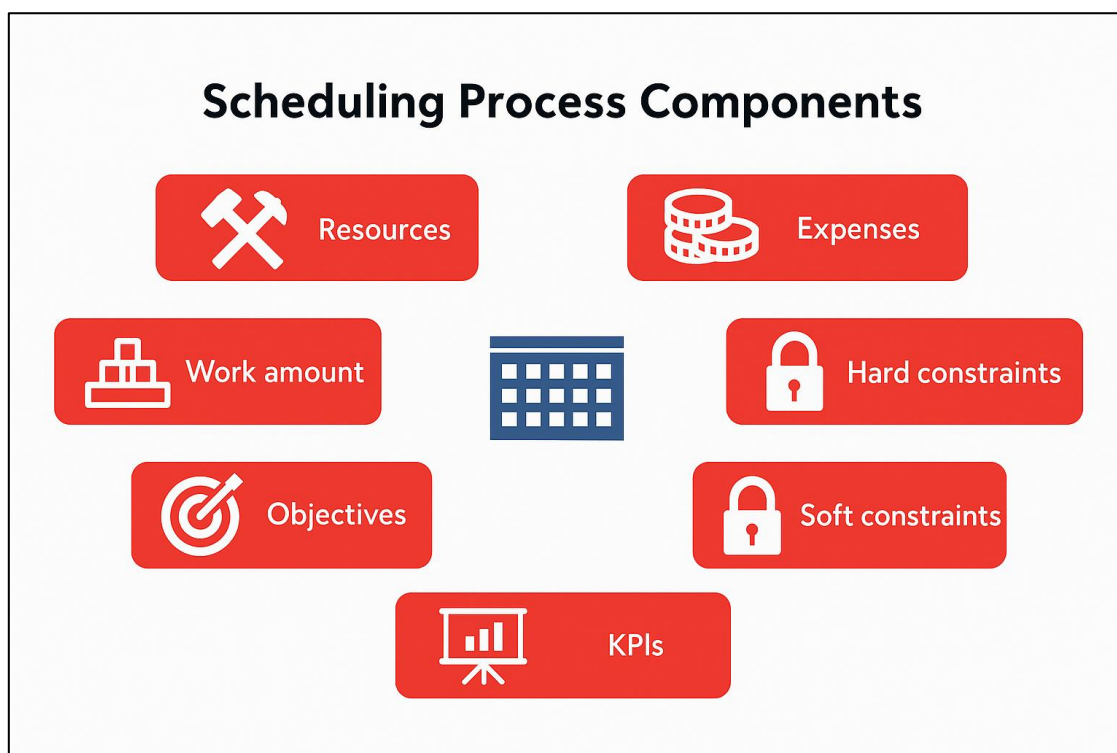 Scheduling Process Components
Resources
Expenses
Work amount
Hard constraints
Objectives
Soft constraints
KPIs